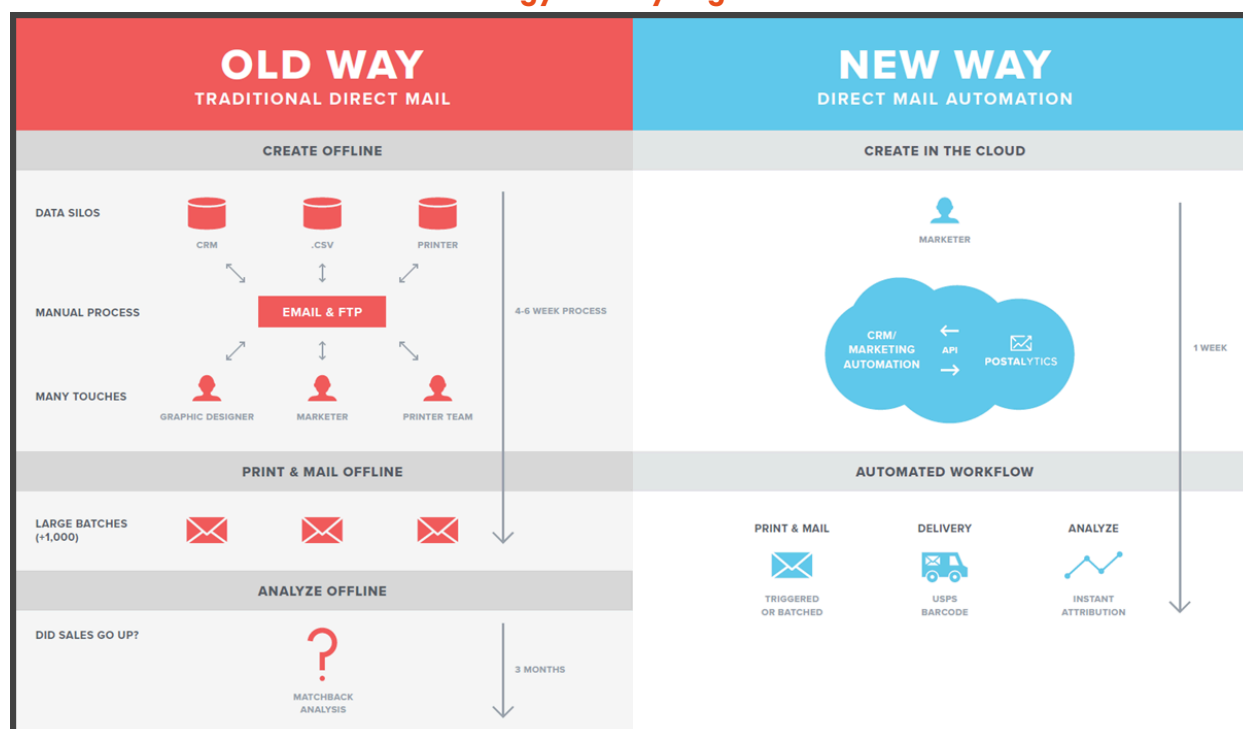 OLD WAY
TRADITIONAL DIRECT MAIL
CREATE OFFLINE
DATA SILOS
CRM
.CSV
PRINTER
MANUAL PROCESS
EMAIL & FTP
4-6 WEEK PROCESS
MANY TOUCHES
GRAPHIC DESIGNER
MARKETER
PRINTER TEAM
PRINT & MAIL OFFLINE
LARGE BATCHES
(+1,000)
ANALYZE OFFLINE
DID SALES GO UP?
MATCHBACK
ANALYSIS
3 MONTHS
NEW WAY
DIRECT MAIL AUTOMATION
CREATE IN THE CLOUD
MARKETER
CRM/
MARKETING
AUTOMATION
API
POSTALYTICS
1 WEEK
AUTOMATED WORKFLOW
PRINT & MAIL
TRIGGERED
OR BATCHED
DELIVERY
USPS
BARCODE
ANALYZE
INSTANT
ATTRIBUTION